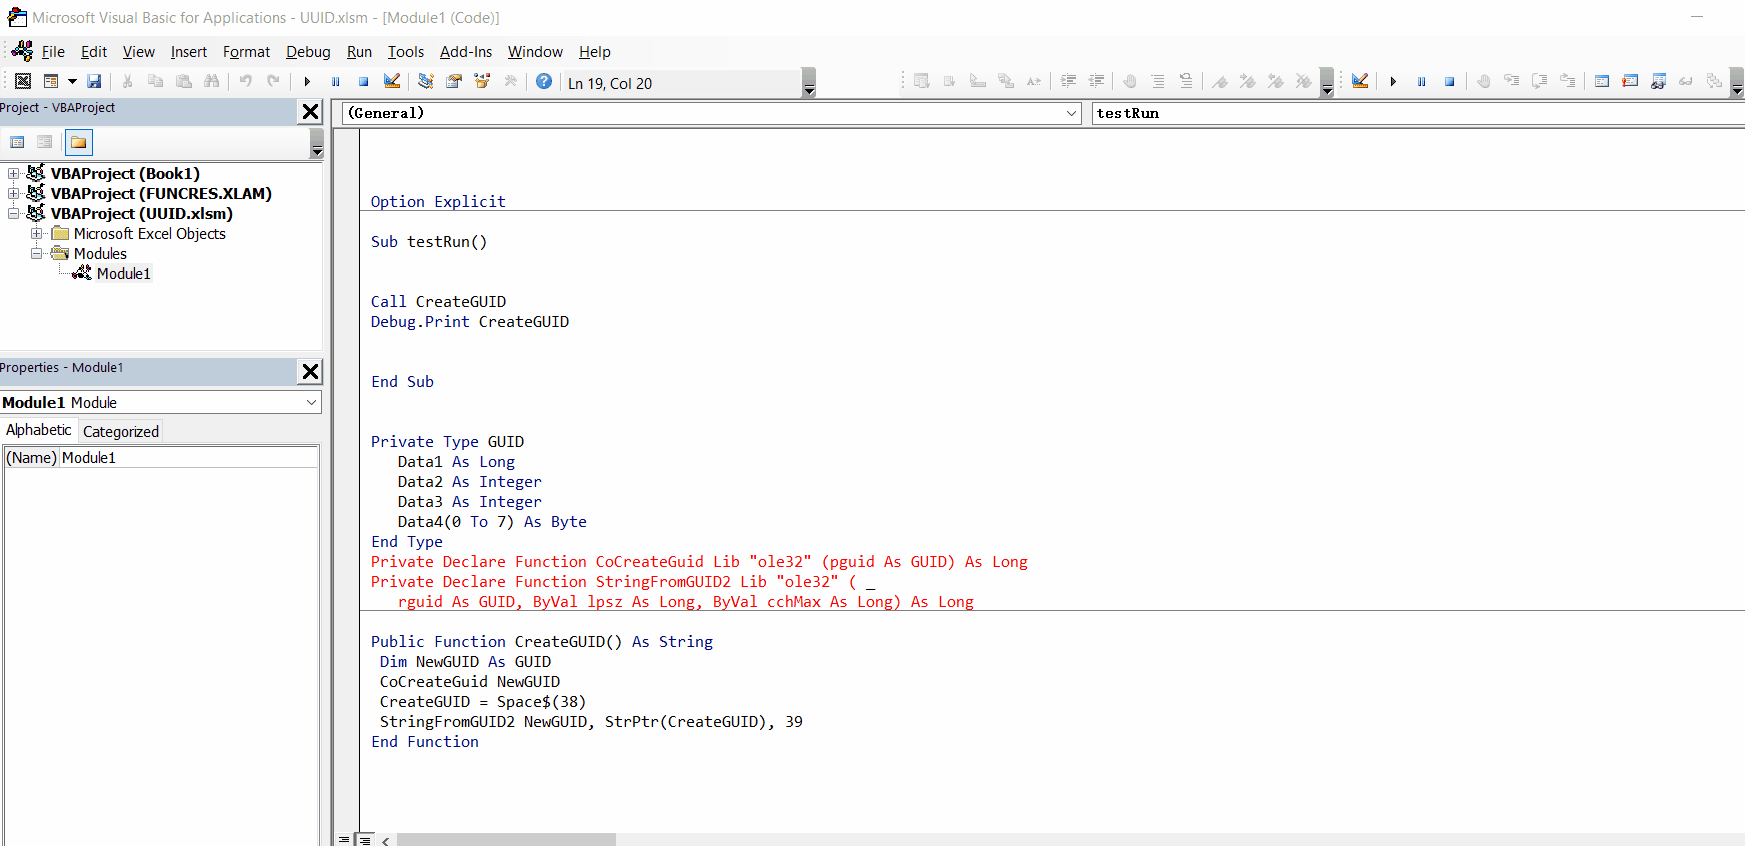 Microsoft Visual Basic for Applications - UUID.xlsm - [Module1 (Code)]
File Edit View Insert Format Debug Run Tools Add-Ins Window Help
Ln 19, Col 20
Project - VBAProject
(General)
testRun
VBAProject (Book1)
VBAProject (FUNCRES.XLAM)
VBAProject (UUID.xlsm)
Microsoft Excel Objects
Modules
Module1
Properties - Module1
Module1 Module
Alphabetic Categorized
(Name) Module1
Option Explicit
Sub testRun()
Call CreateGUID
Debug.Print CreateGUID
End Sub
Private Type GUID
Data1 As Long
Data2 As Integer
Data3 As Integer
Data4(0 To 7) As Byte
End Type
Private Declare Function CoCreateGuid Lib "ole32" (pguid As GUID) As Long
Private Declare Function StringFromGUID2 Lib "ole32" ( _
rguid As GUID, ByVal lpsz As Long, ByVal cchMax As Long) As Long
Public Function CreateGUID() As String
Dim NewGUID As GUID
CoCreateGuid NewGUID
CreateGUID = Space$(38)
StringFromGUID2 NewGUID, StrPtr(CreateGUID), 39
End Function